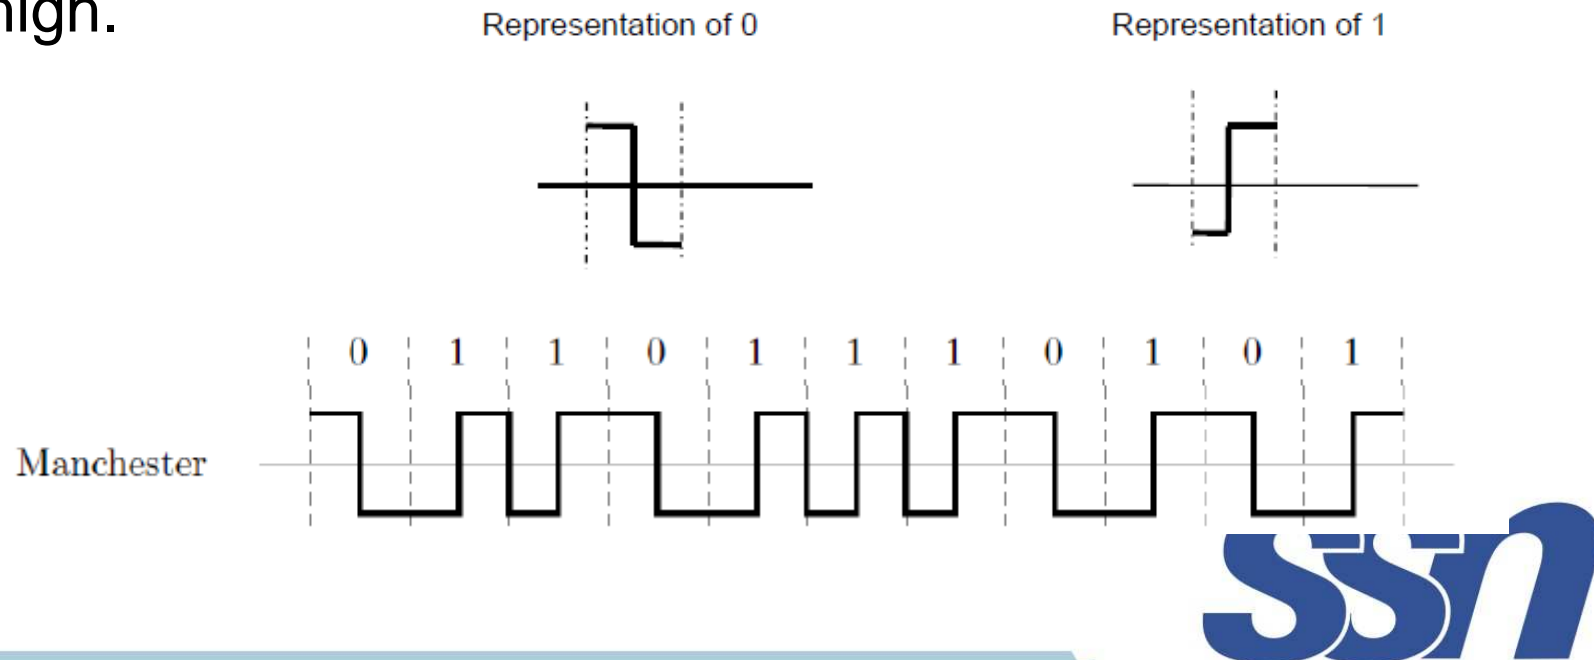 high.
Representation of 0
Representation of 1
0 1 1 0 1 1 1 0 1 0 1
Manchester
ssn